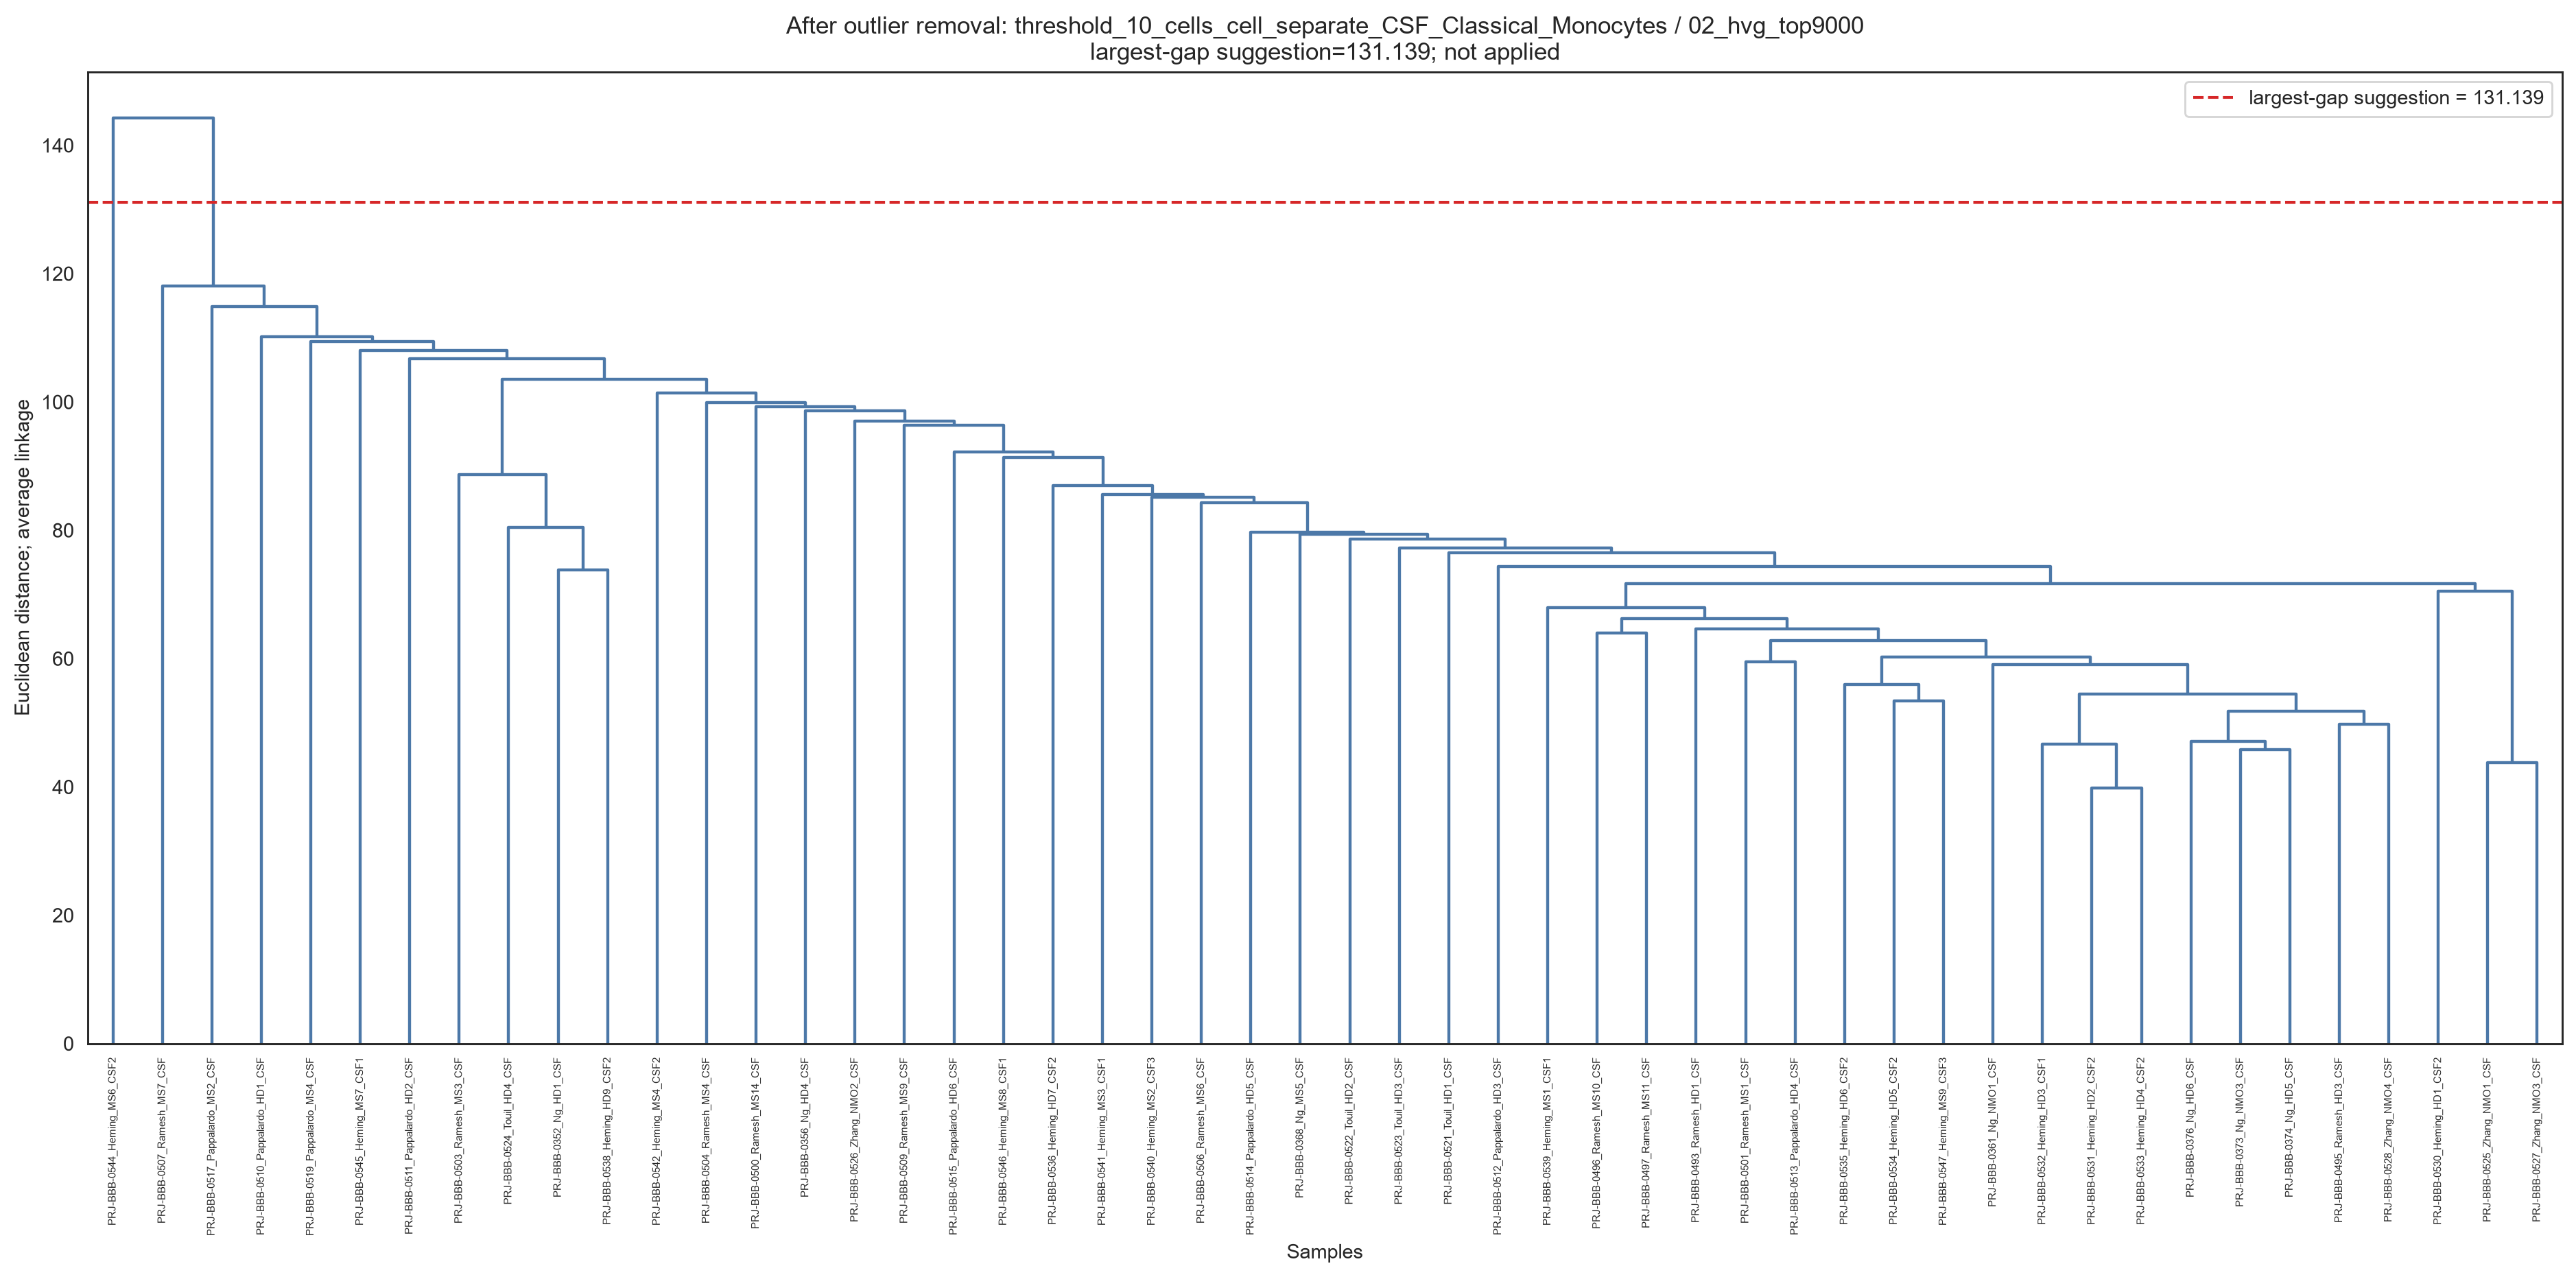 After outlier removal: threshold_10_cells_cell_separate_CSF_Classical_Monocytes / 02_hvg_top9000
largest-gap suggestion=131.139; not applied
largest-gap suggestion = 131.139
Euclidean distance; average linkage
140
120
100
80
60
40
20
0
PRJ-BBB-0544_Heming_MS6_CSF2
PRJ-BBB-0507_Ramesh_MS7_CSF
PRJ-BBB-0517_Pappalardo_MS2_CSF
PRJ-BBB-0510_Pappalardo_HD1_CSF
PRJ-BBB-0519_Pappalardo_MS4_CSF
PRJ-BBB-0545_Heming_MS7_CSF1
PRJ-BBB-0511_Pappalardo_HD2_CSF
PRJ-BBB-0503_Ramesh_MS3_CSF
PRJ-BBB-0524_Touil_HD4_CSF
PRJ-BBB-0352_Ng_HD1_CSF
PRJ-BBB-0538_Heming_HD9_CSF2
PRJ-BBB-0542_Heming_MS4_CSF2
PRJ-BBB-0504_Ramesh_MS4_CSF
PRJ-BBB-0500_Ramesh_MS14_CSF
PRJ-BBB-0356_Ng_HD4_CSF
PRJ-BBB-0526_Zhang_NMO2_CSF
PRJ-BBB-0509_Ramesh_MS9_CSF
PRJ-BBB-0515_Pappalardo_HD6_CSF
PRJ-BBB-0546_Heming_MS8_CSF1
PRJ-BBB-0536_Heming_HD7_CSF2
PRJ-BBB-0541_Heming_MS3_CSF1
PRJ-BBB-0540_Heming_MS2_CSF3
PRJ-BBB-0506_Ramesh_MS6_CSF
PRJ-BBB-0514_Pappalardo_HD5_CSF
PRJ-BBB-0368_Ng_MS5_CSF
PRJ-BBB-0522_Touil_HD2_CSF
PRJ-BBB-0523_Touil_HD3_CSF
PRJ-BBB-0521_Touil_HD1_CSF
PRJ-BBB-0512_Pappalardo_HD3_CSF
PRJ-BBB-0539_Heming_MS1_CSF1
PRJ-BBB-0496_Ramesh_MS10_CSF
PRJ-BBB-0497_Ramesh_MS11_CSF
PRJ-BBB-0493_Ramesh_HD1_CSF
PRJ-BBB-0501_Ramesh_MS1_CSF
PRJ-BBB-0513_Pappalardo_HD4_CSF
PRJ-BBB-0535_Heming_HD6_CSF2
PRJ-BBB-0534_Heming_HD5_CSF2
PRJ-BBB-0547_Heming_MS9_CSF3
PRJ-BBB-0361_Ng_NMO1_CSF
PRJ-BBB-0532_Heming_HD3_CSF1
PRJ-BBB-0531_Heming_HD2_CSF2
PRJ-BBB-0533_Heming_HD4_CSF2
PRJ-BBB-0376_Ng_HD6_CSF
PRJ-BBB-0373_Ng_NMO3_CSF
PRJ-BBB-0374_Ng_HD5_CSF
PRJ-BBB-0495_Ramesh_HD3_CSF
PRJ-BBB-0528_Zhang_NMO4_CSF
PRJ-BBB-0530_Heming_HD1_CSF2
PRJ-BBB-0525_Zhang_NMO1_CSF
PRJ-BBB-0527_Zhang_NMO3_CSF
Samples